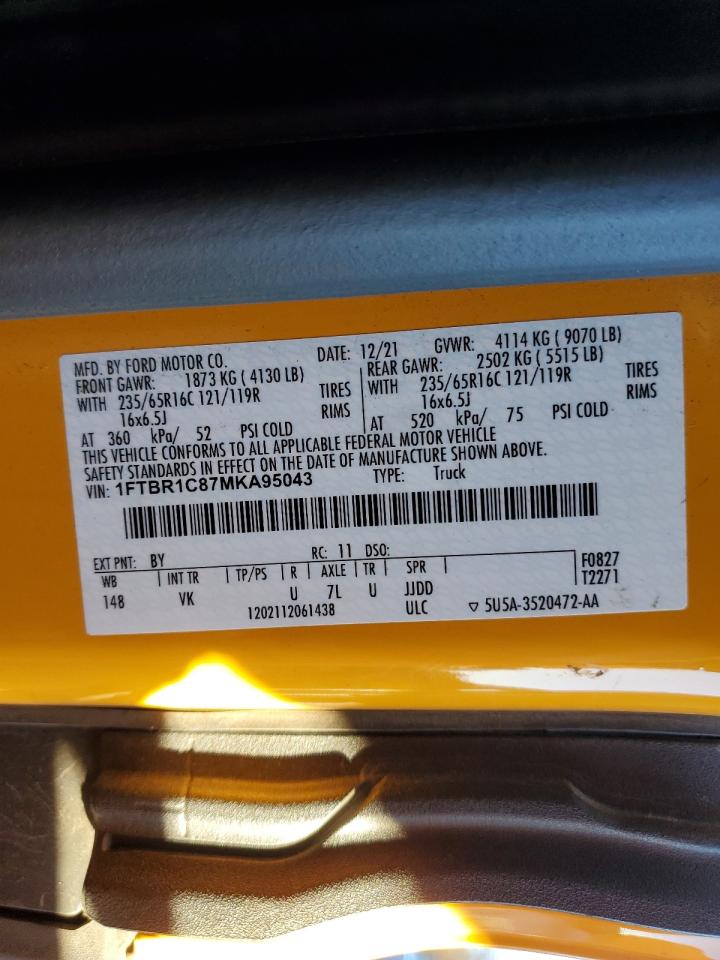 MFD. BY FORD MOTOR CO. DATE: 12/21 GVWR: 4114 KG ( 9070 LB)
FRONT GAWR: 1873 KG ( 4130 LB) REAR GAWR: 2502 KG ( 5515 LB)
WITH 235/65R16C 121/119R TIRES WITH 235/65R16C 121/119R TIRES
16x6.5J RIMS 16x6.5J RIMS
AT 360 kPa/ 52 PSI COLD AT 520 kPa/ 75 PSI COLD
THIS VEHICLE CONFORMS TO ALL APPLICABLE FEDERAL MOTOR VEHICLE
SAFETY STANDARDS IN EFFECT ON THE DATE OF MANUFACTURE SHOWN ABOVE.
VIN: 1FTBR1C87MKA95043 TYPE: Truck
EXT PNT: BY RC: 11 DSO: F0827
WB INT TR TP/PS R AXLE TR SPR T2271
148 VK U 7L U JJDD
1202112061438 ULC ▽ 5U5A-3520472-AA